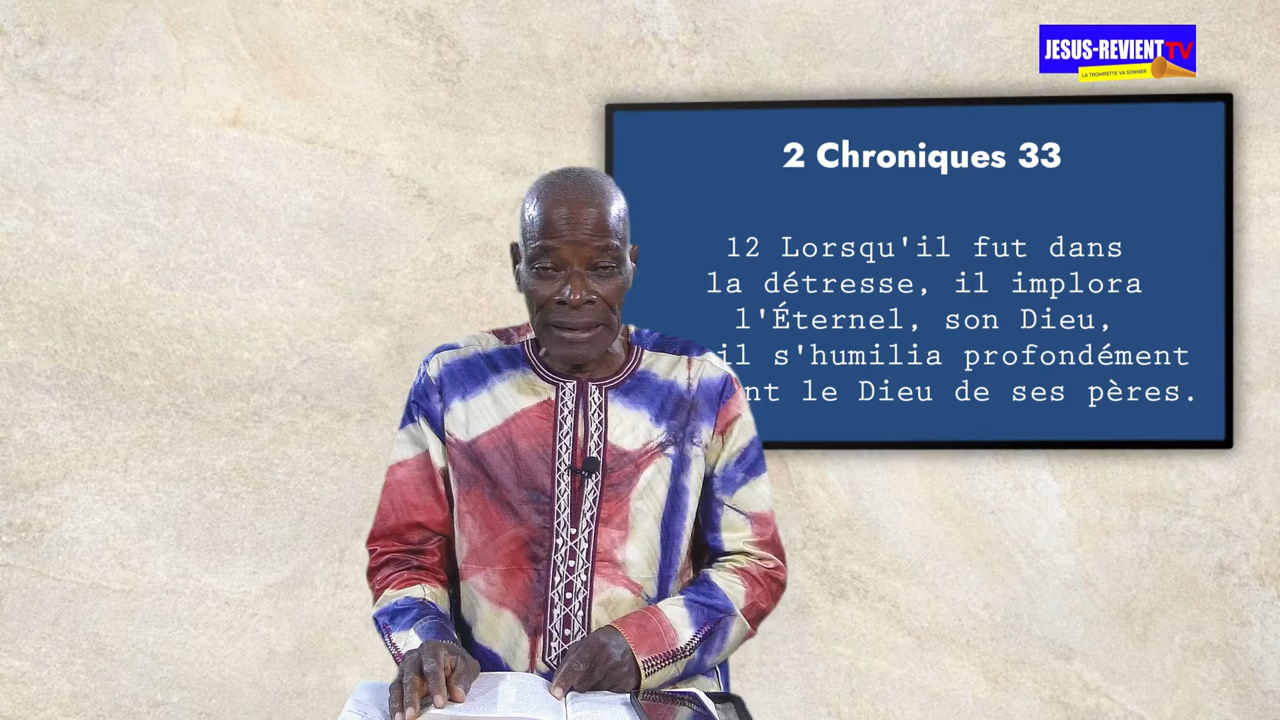 JESUS-REVIENT TV
LA TROMPETTE VA SONNER
2 Chroniques 33
12 Lorsqu'il fut dans
la détresse, il implora
l'Éternel, son Dieu,
il s'humilia profondément
nt le Dieu de ses pères.